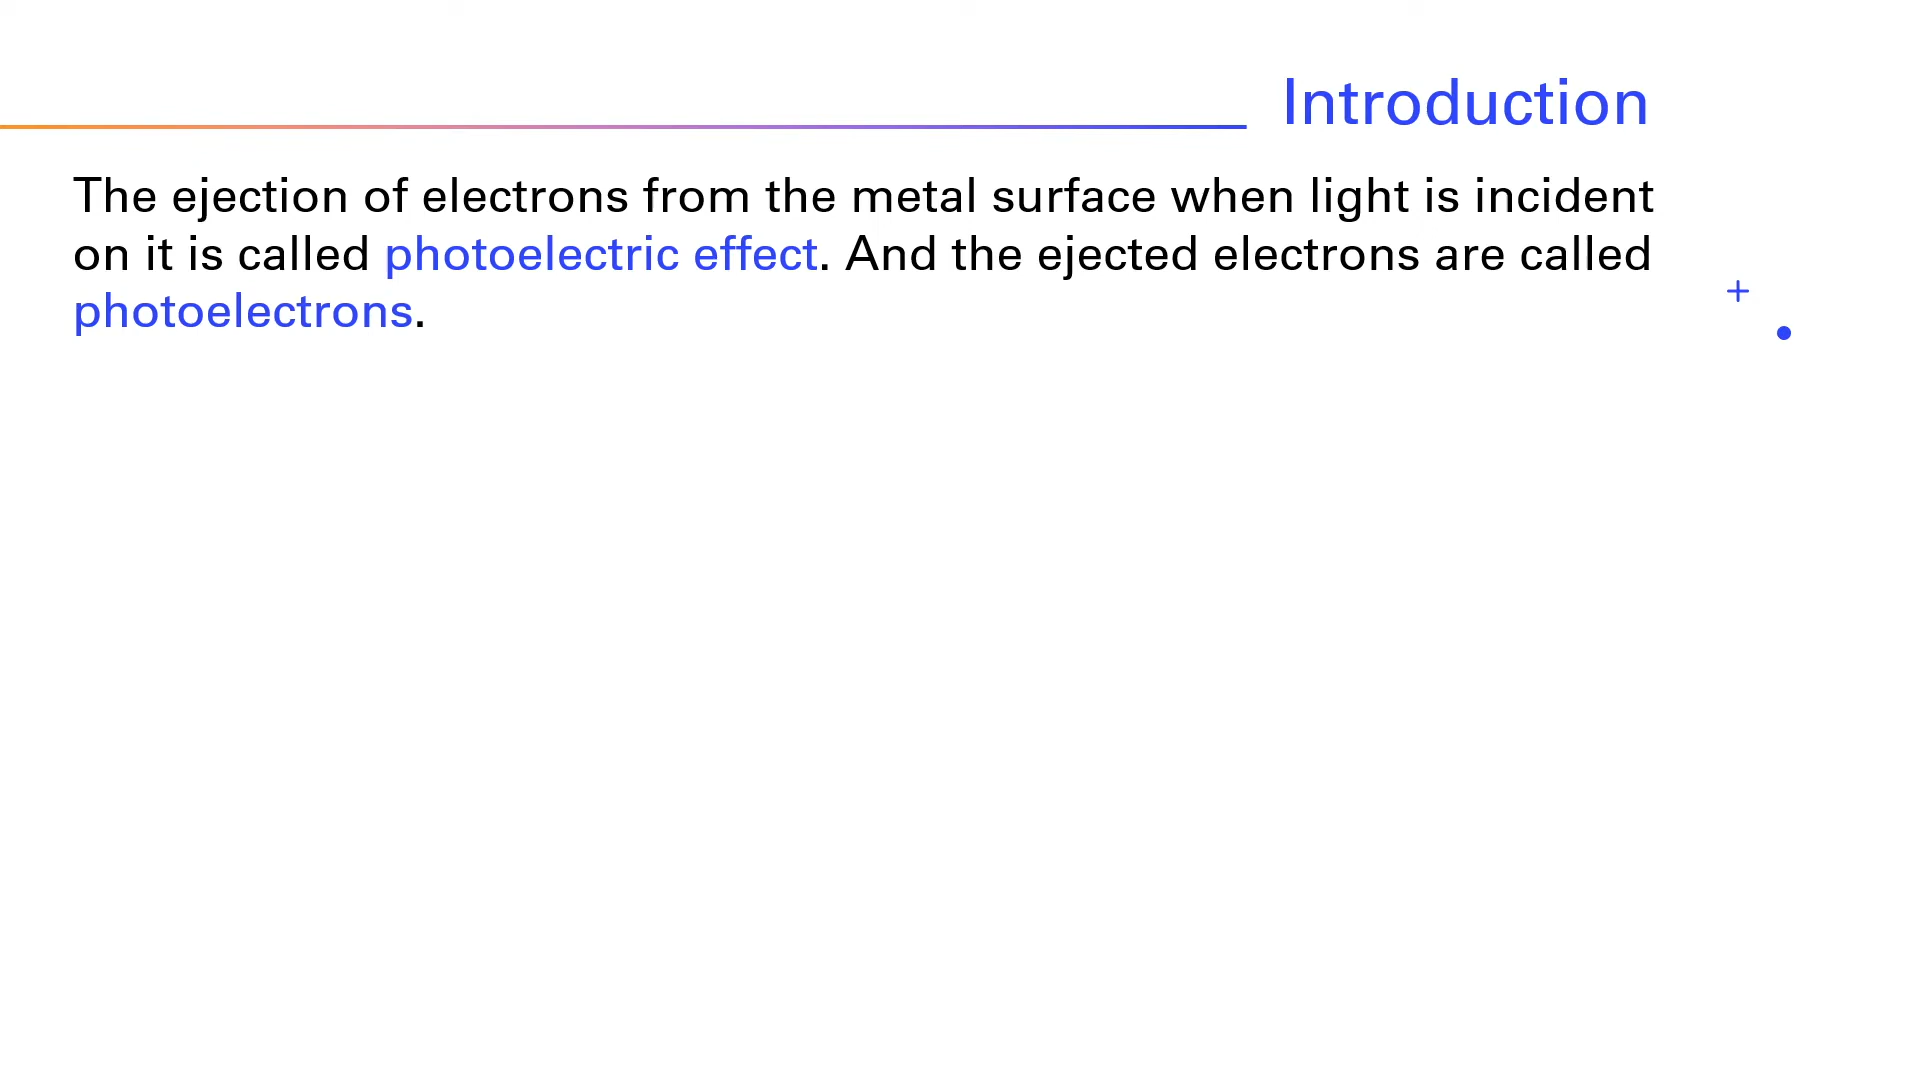 Introduction
The ejection of electrons from the metal surface when light is incident
on it is called photoelectric effect. And the ejected electrons are called
photoelectrons.